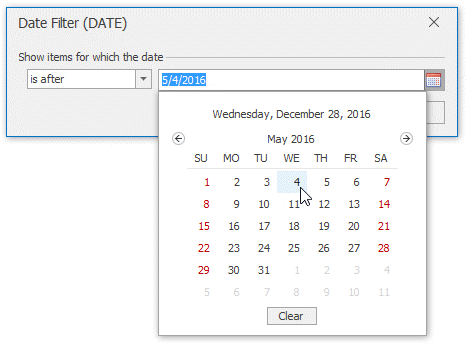 Date Filter (DATE)
Show items for which the date
is after 5/4/2016
Wednesday, December 28, 2016
May 2016
SU MO TU WE TH FR SA
1 2 3 4 5 6 7
8 9 10 11 12 13 14
15 16 17 18 19 20 21
22 23 24 25 26 27 28
29 30 31 1 2 3 4
5 6 7 8 9 10 11
Clear